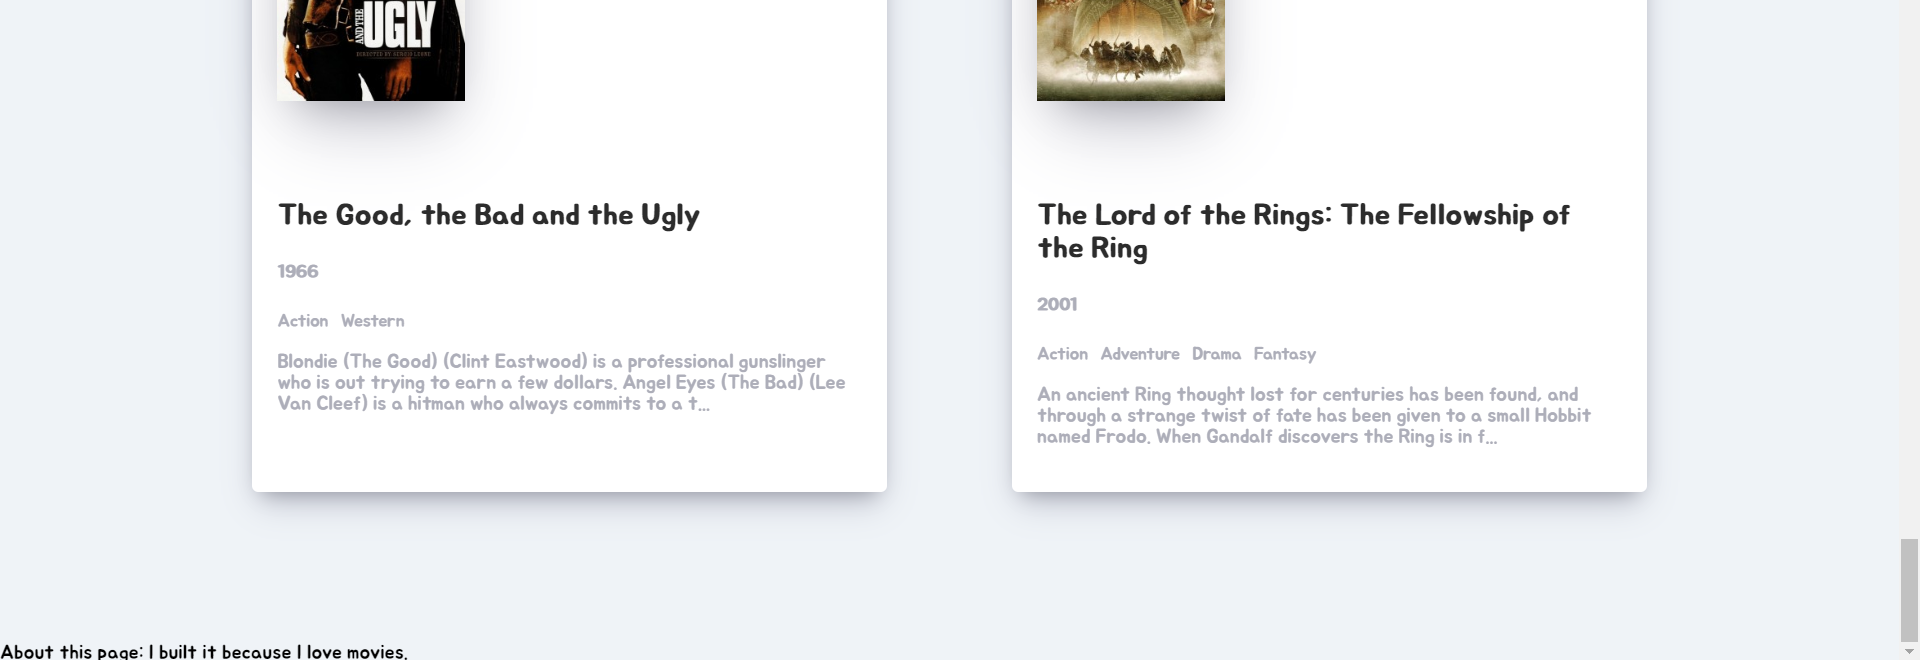 AND THE
UGLY
DIRECTED BY SERGIO LEONE
The Good, the Bad and the Ugly
1966
Action Western
Blondie (The Good) (Clint Eastwood) is a professional gunslinger
who is out trying to earn a few dollars. Angel Eyes (The Bad) (Lee
Van Cleef) is a hitman who always commits to a t...
The Lord of the Rings: The Fellowship of
the Ring
2001
Action Adventure Drama Fantasy
An ancient Ring thought lost for centuries has been found, and
through a strange twist of fate has been given to a small Hobbit
named Frodo. When Gandalf discovers the Ring is in f...
About this page: I built it because I love movies.